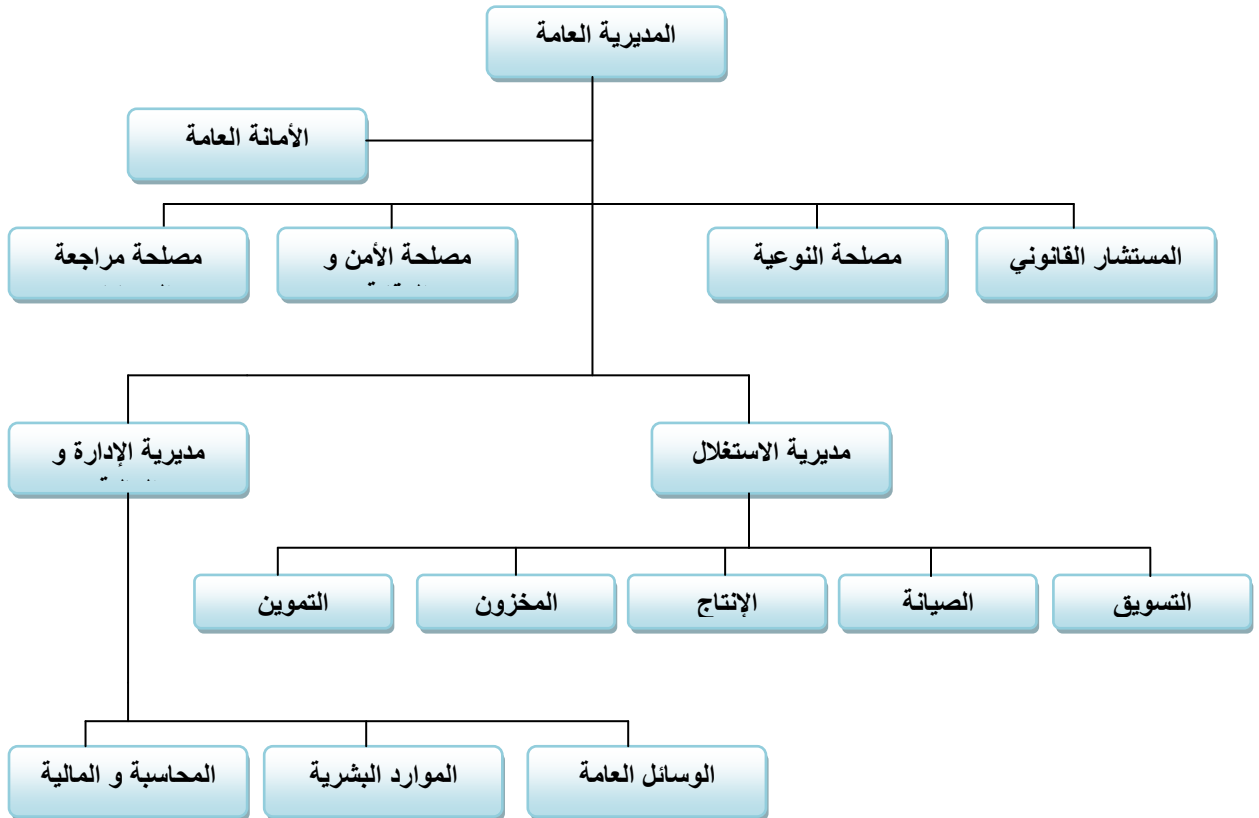 المديرية العامة
الأمانة العامة
المستشار القانوني
مصلحة النوعية
مصلحة الأمن و
مصلحة مراجعة
مديرية الاستغلال
مديرية الإدارة و
التسويق
الصيانة
الإنتاج
المخزون
التموين
الوسائل العامة
الموارد البشرية
المحاسبة و المالية